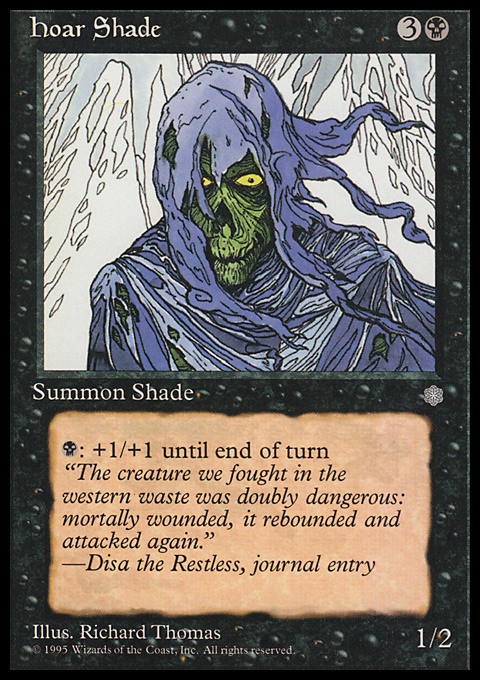 Hoar Shade 3
Summon Shade
: +1/+1 until end of turn
“The creature we fought in the
western waste was doubly dangerous:
mortally wounded, it rebounded and
attacked again.”
—Disa the Restless, journal entry
Illus. Richard Thomas
1/2
© 1995 Wizards of the Coast, Inc. All rights reserved.